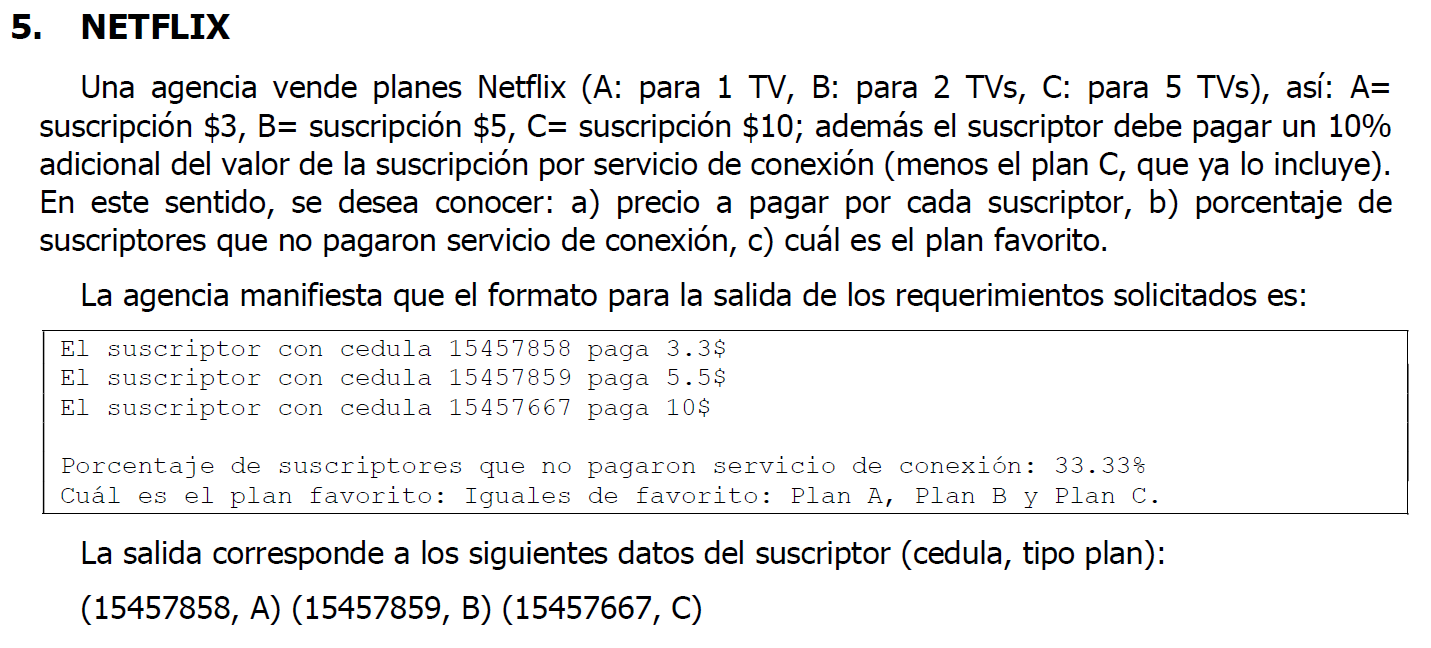 5. NETFLIX
Una agencia vende planes Netflix (A: para 1 TV, B: para 2 TVs, C: para 5 TVs), así: A=
suscripción $3, B= suscripción $5, C= suscripción $10; además el suscriptor debe pagar un 10%
adicional del valor de la suscripción por servicio de conexión (menos el plan C, que ya lo incluye).
En este sentido, se desea conocer: a) precio a pagar por cada suscriptor, b) porcentaje de
suscriptores que no pagaron servicio de conexión, c) cuál es el plan favorito.
La agencia manifiesta que el formato para la salida de los requerimientos solicitados es:
El suscriptor con cedula 15457858 paga 3.3$
El suscriptor con cedula 15457859 paga 5.5$
El suscriptor con cedula 15457667 paga 10$
Porcentaje de suscriptores que no pagaron servicio de conexión: 33.33%
Cuál es el plan favorito: Iguales de favorito: Plan A, Plan B y Plan C.
La salida corresponde a los siguientes datos del suscriptor (cedula, tipo plan):
(15457858, A) (15457859, B) (15457667, C)